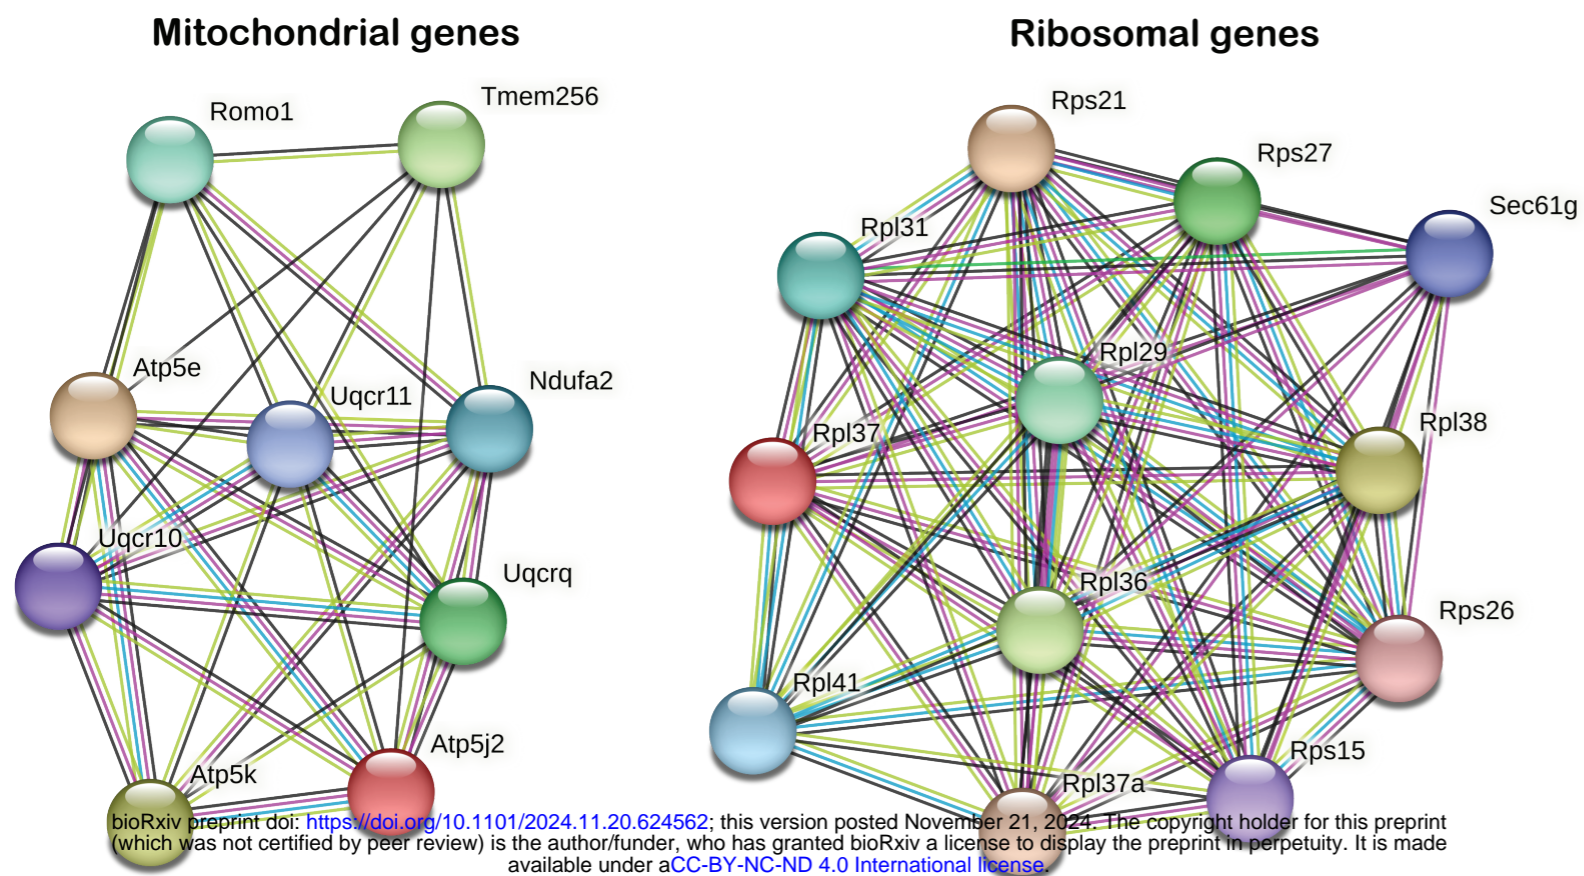 Mitochondrial genes
Ribosomal genes
Romo1
Tmem256
Atp5e
Uqcr11
Ndufa2
Uqcr10
Uqcrq
Atp5j2
Atp5k
Rps21
Rps27
Sec61g
Rpl31
Rpl29
Rpl37
Rpl38
Rpl36
Rps26
Rpl41
Rps15
Rpl37a
bioRxiv preprint doi: https://doi.org/10.1101/2024.11.20.624562; this version posted November 21, 2024. The copyright holder for this preprint
(which was not certified by peer review) is the author/funder, who has granted bioRxiv a license to display the preprint in perpetuity. It is made
available under aCC-BY-NC-ND 4.0 International license.